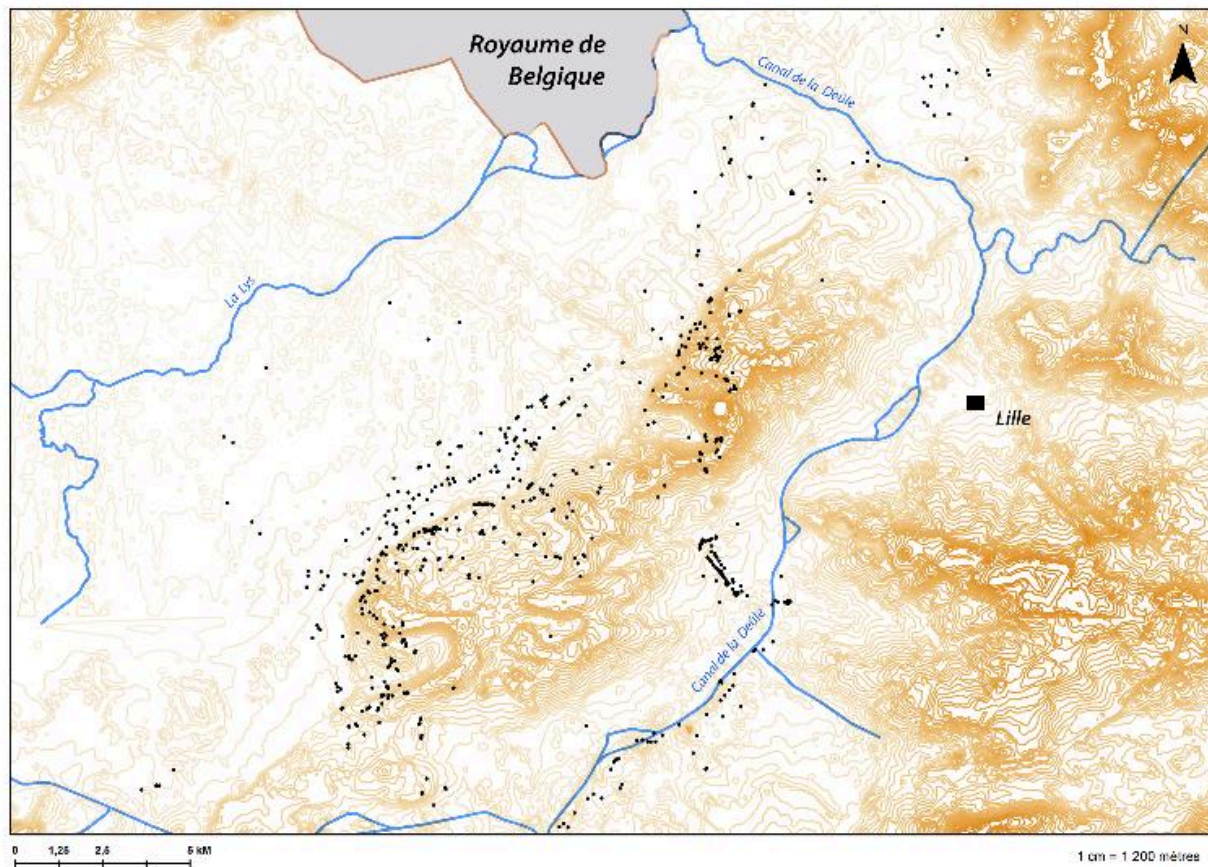 Royaume de
Belgique
N
Canal de la Deûle
La Lys
Lille
Canal de la Deûle
0 1,25 2,5 5 kM
1 cm = 1 200 mètres